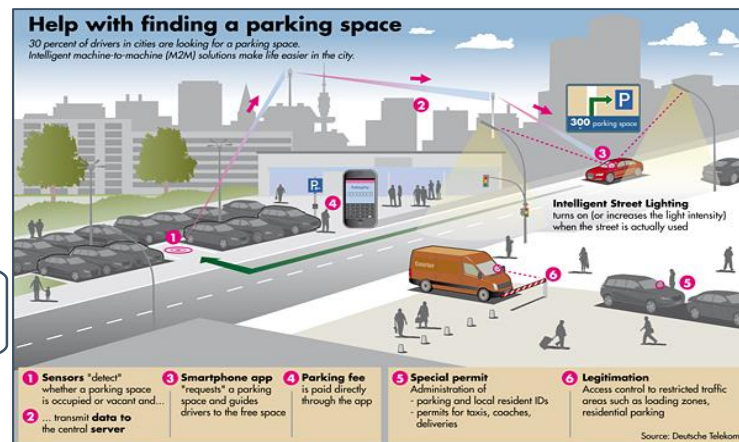 Help with finding a parking space
30 percent of drivers in cities are looking for a parking space.
Intelligent machine-to-machine (M2M) solutions make life easier in the city.
2
P
300 parking space
3
P
4
Intelligent Street Lighting
turns on (or increases the light intensity)
when the street is actually used
1
6
5
1 Sensors "detect"
whether a parking space
is occupied or vacant and...
2 ... transmit data to
the central server
3 Smartphone app
"requests" a parking
space and guides
drivers to the free space
4 Parking fee
is paid directly
through the app
5 Special permit
Administration of
- parking and local resident IDs
- permits for taxis, coaches,
deliveries
6 Legitimation
Access control to restricted traffic
areas such as loading zones,
residential parking
Source: Deutsche Telekom